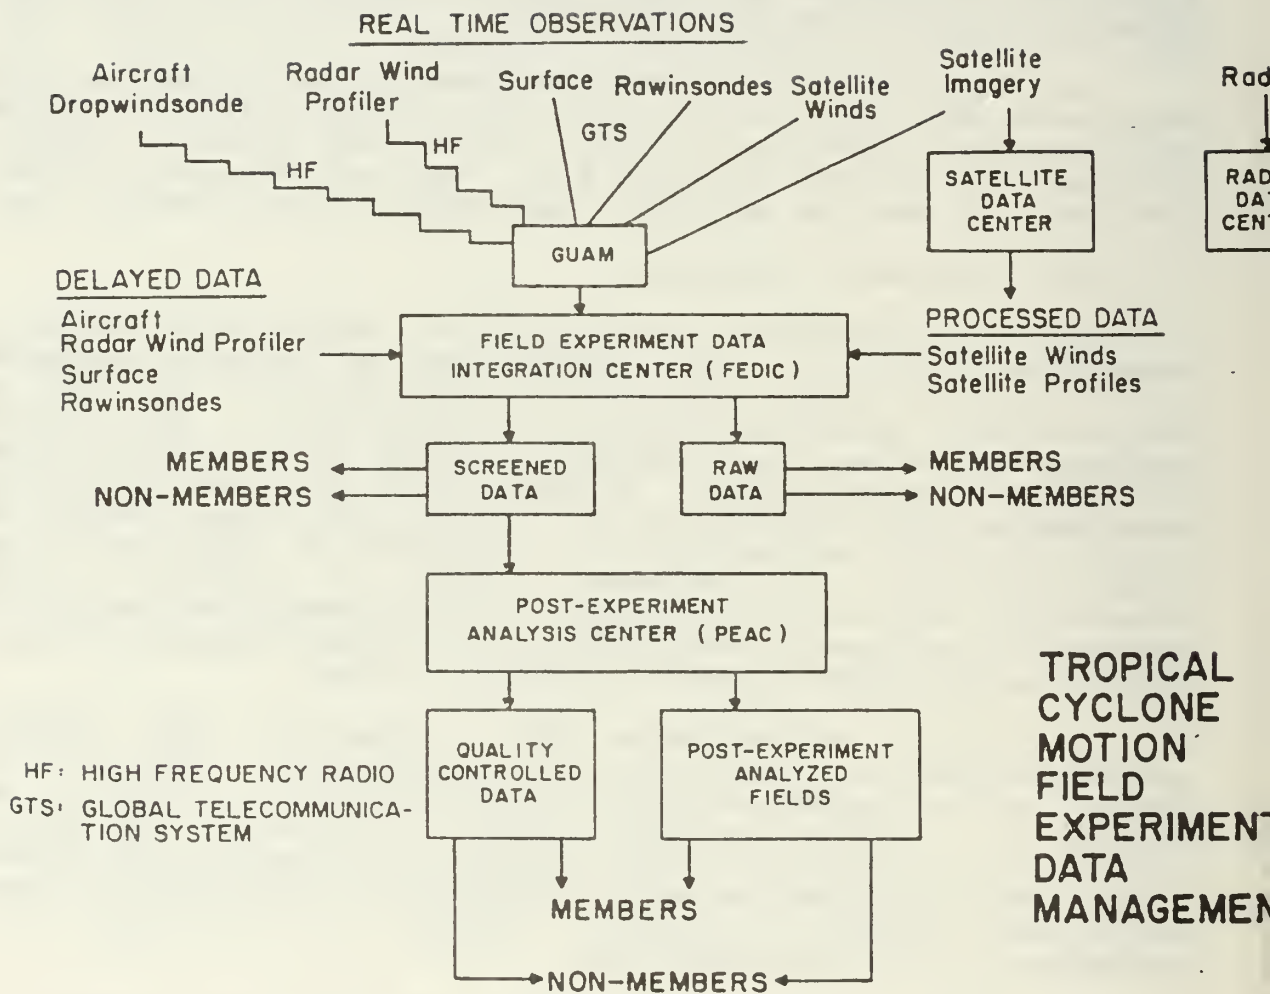 REAL TIME OBSERVATIONS
Aircraft
Dropwindsonde
Radar Wind
Profiler
Surface
Rawinsondes
Satellite
Winds
Satellite
Imagery
HF
HF
GTS
SATELLITE
DATA
CENTER
GUAM
DELAYED DATA
Aircraft
Radar Wind Profiler
Surface
Rawinsondes
FIELD EXPERIMENT DATA
INTEGRATION CENTER (FEDIC)
PROCESSED DATA
Satellite Winds
Satellite Profiles
MEMBERS
NON-MEMBERS
SCREENED
DATA
RAW
DATA
MEMBERS
NON-MEMBERS
POST-EXPERIMENT
ANALYSIS CENTER (PEAC)
QUALITY
CONTROLLED
DATA
POST-EXPERIMENT
ANALYZED
FIELDS
HF: HIGH FREQUENCY RADIO
GTS: GLOBAL TELECOMMUNICA-
TION SYSTEM
MEMBERS
NON-MEMBERS
TROPICAL
CYCLONE
MOTION
FIELD
EXPERIMENT
DATA
MANAGEMEN